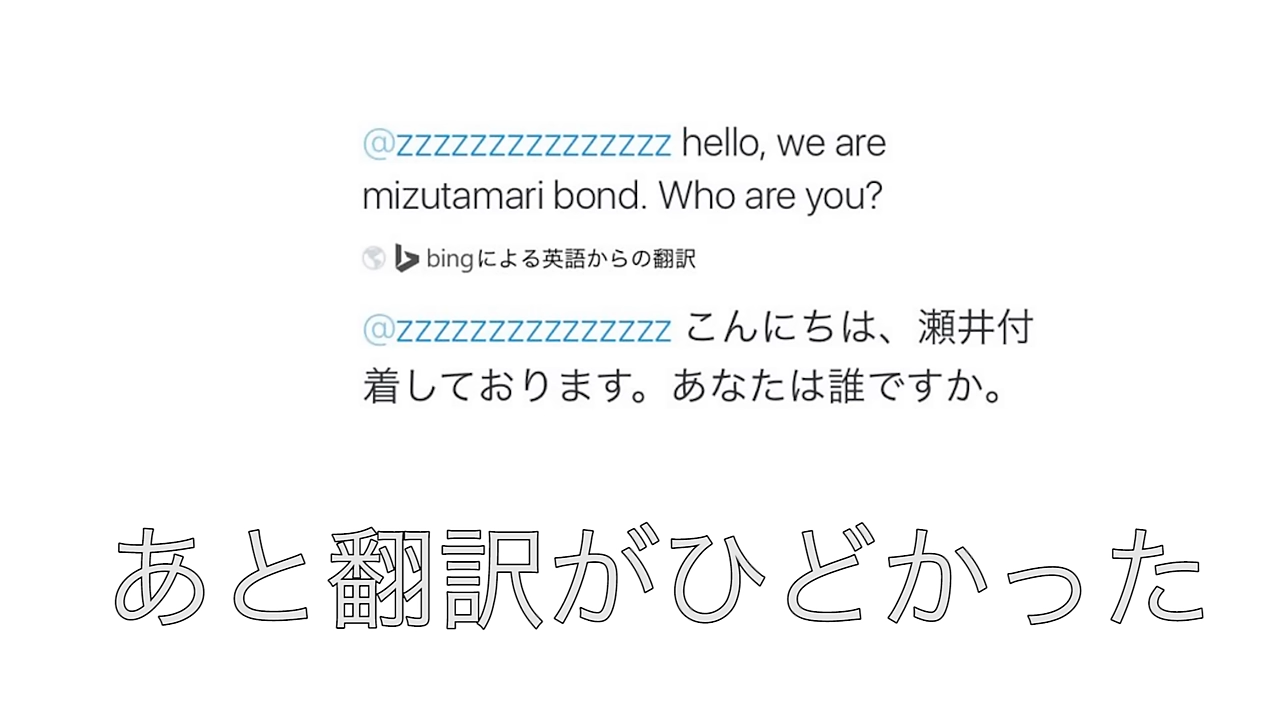 @zzzzzzzzzzzzzzz hello, we are
mizutamari bond. Who are you?
bingによる英語からの翻訳
@zzzzzzzzzzzzzzz こんにちは、瀬井付
着しております。あなたは誰ですか。
あと翻訳がひどかった